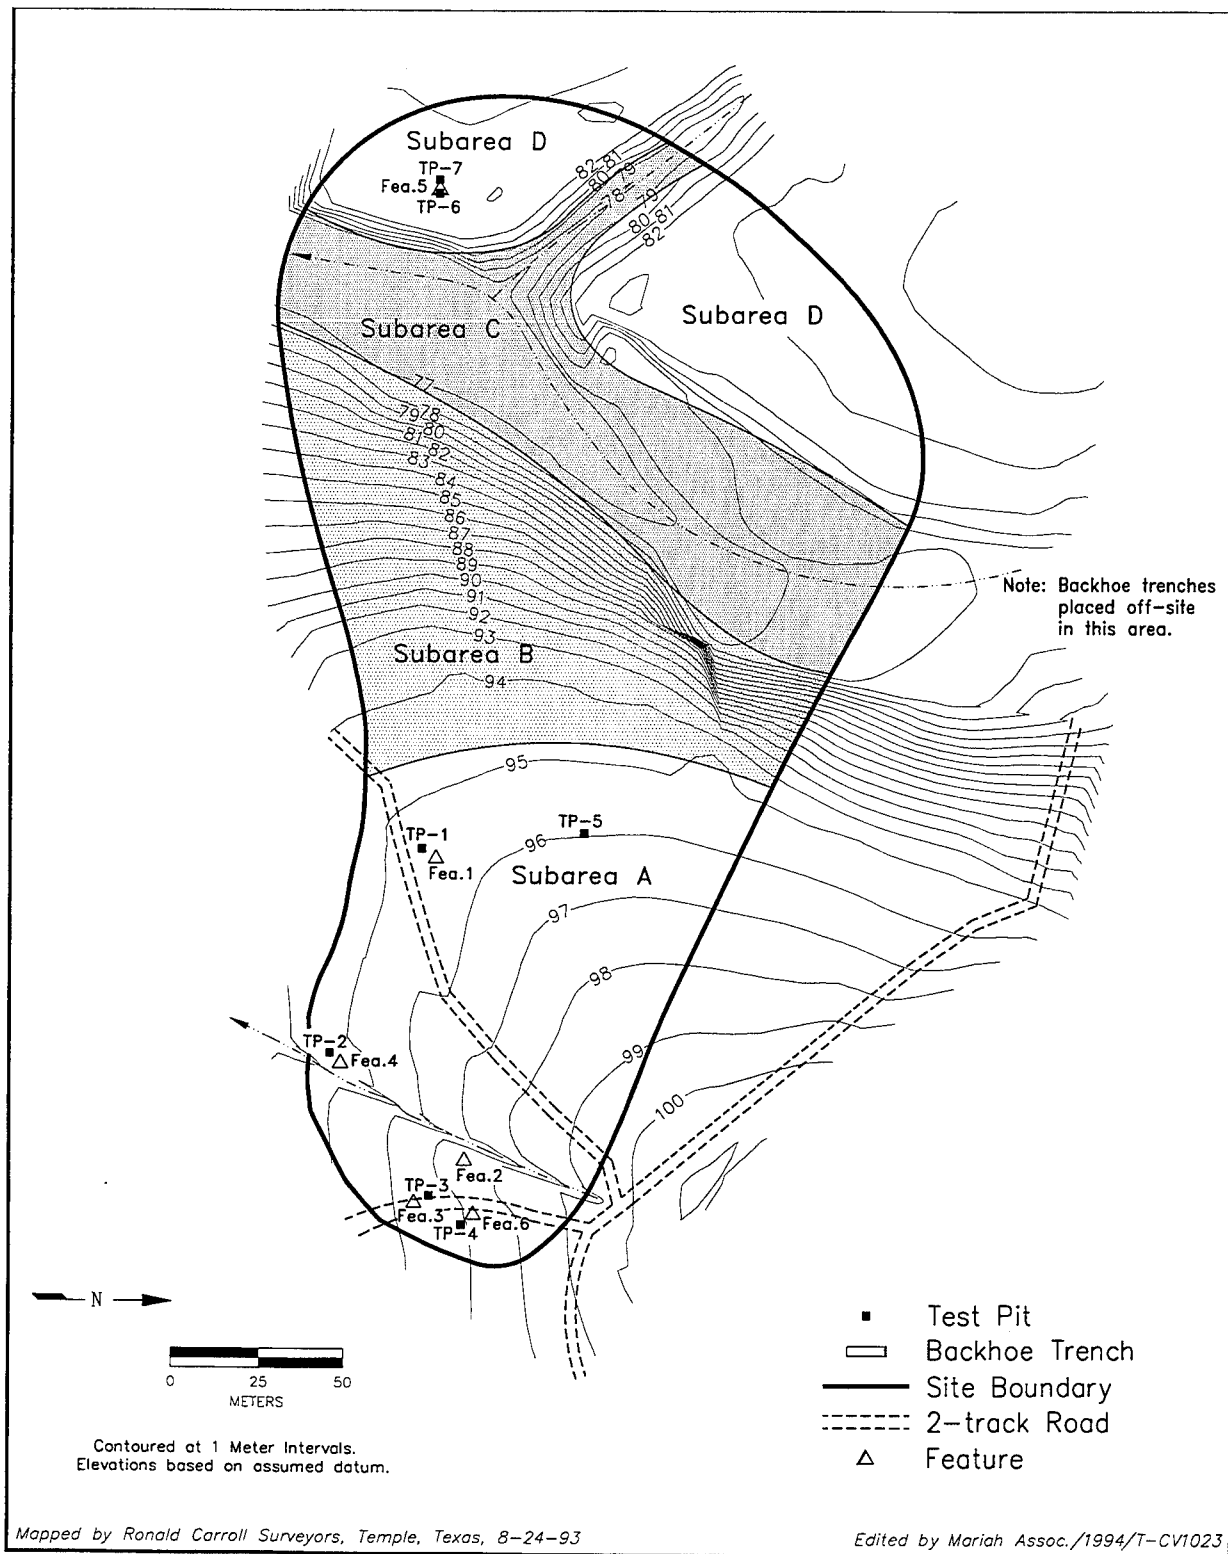 Subarea D
TP-7
Fea.5
TP-6
82
81
80
79
78
79
80
81
82
Subarea D
Subarea C
77
78
79
80
81
82
83
84
85
86
87
88
89
90
91
92
93
Subarea B
94
Note: Backhoe trenches
placed off-site
in this area.
95
TP-1
TP-5
96
Fea.1
Subarea A
97
98
99
TP-2
Fea.4
100
Fea.2
TP-3
Fea.3
Fea.6
TP-4
N
0 25 50
METERS
Contoured at 1 Meter Intervals.
Elevations based on assumed datum.
Test Pit
Backhoe Trench
Site Boundary
2-track Road
Feature
Mapped by Ronald Carroll Surveyors, Temple, Texas, 8-24-93
Edited by Mariah Assoc./1994/T-CV1023